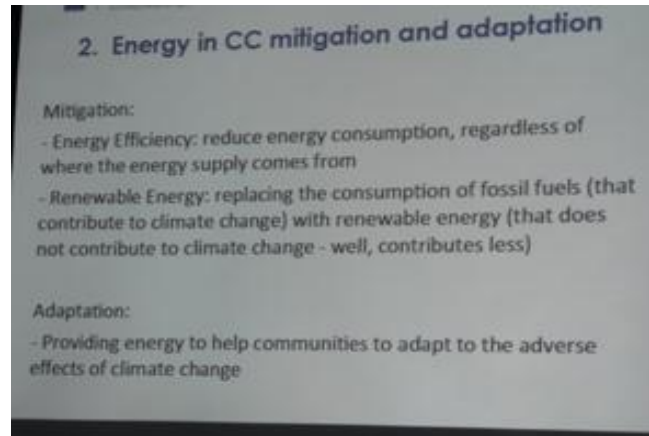 2. Energy in CC mitigation and adaptation
Mitigation:
- Energy Efficiency: reduce energy consumption, regardless of
where the energy supply comes from
- Renewable Energy: replacing the consumption of fossil fuels (that
contribute to climate change) with renewable energy (that does
not contribute to climate change - well, contributes less)
Adaptation:
- Providing energy to help communities to adapt to the adverse
effects of climate change